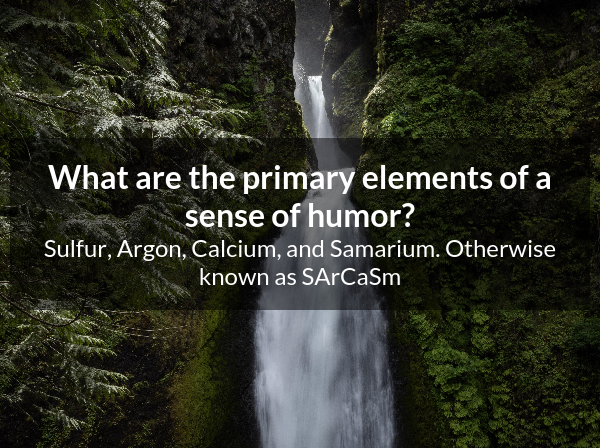 What are the primary elements of a
sense of humor?
Sulfur, Argon, Calcium, and Samarium. Otherwise
known as SArCaSm